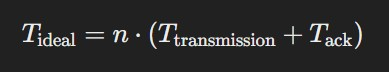 T_ideal = n · (T_transmission + T_ack)